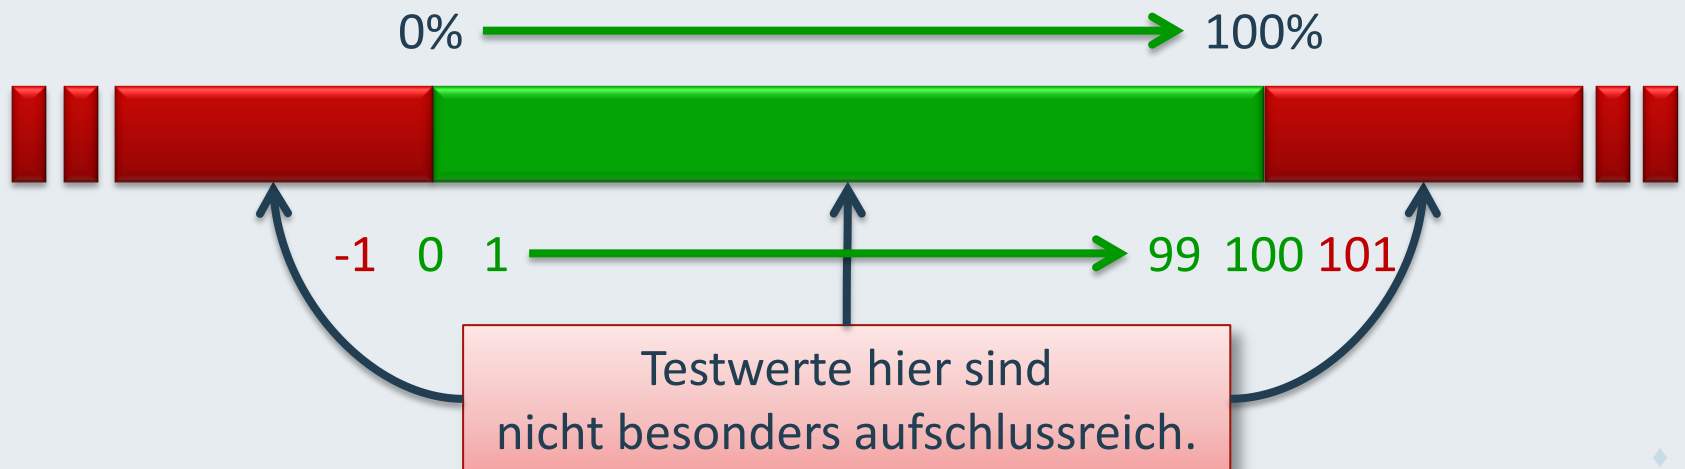 0% 100%
-1 0 1 99 100 101
Testwerte hier sind
nicht besonders aufschlussreich.